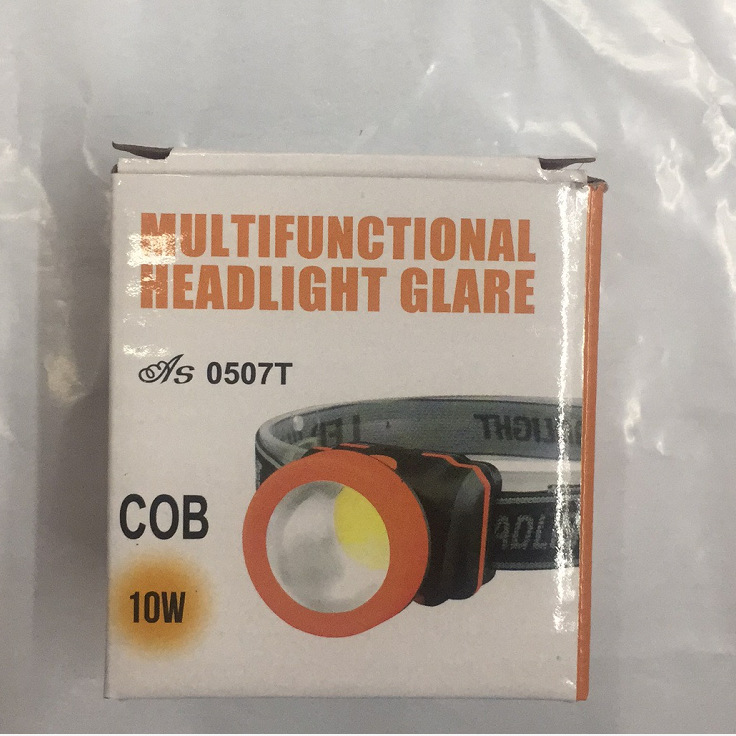 MULTIFUNCTIONAL
HEADLIGHT GLARE
As 0507T
COB
10W